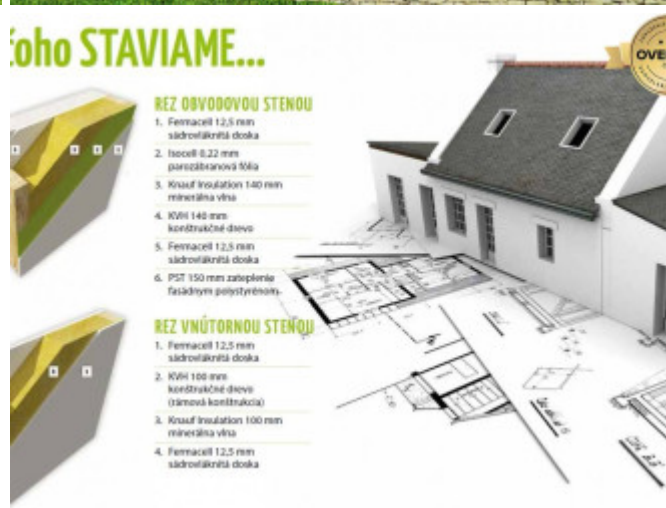 čoho STAVIAME...
OVE
REZ OBVODOVOU STENOU
1. Fermacell 12,5 mm
sádrovláknitá doska
2. Isocell 0,22 mm
parozábranová fólia
3. Knauf Insulation 140 mm
minerálna vlna
4. KVH 140 mm
konštrukčné drevo
5. Fermacell 12,5 mm
sádrovláknitá doska
6. PST 150 mm zateplenie
fasádnym polystyrénom
REZ VNÚTORNOU STENOU
1. Fermacell 12,5 mm
sádrovláknitá doska
2. KVH 100 mm
konštrukčné drevo
(rámová konštrukcia)
3. Knauf Insulation 100 mm
minerálna vlna
4. Fermacell 12,5 mm
sádrovláknitá doska